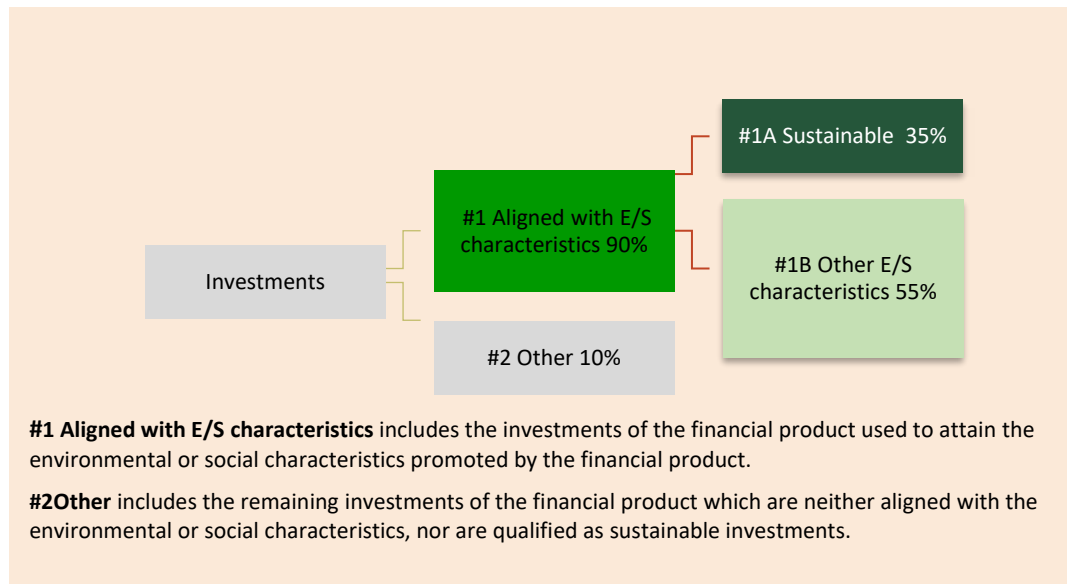 #1A Sustainable  35%
#1 Aligned with E/S
characteristics 90%
#1B Other E/S
characteristics 55%
Investments
#2 Other 10%
#1 Aligned with E/S characteristics includes the investments of the financial product used to attain the
environmental or social characteristics promoted by the financial product.
#2Other includes the remaining investments of the financial product which are neither aligned with the
environmental or social characteristics, nor are qualified as sustainable investments.